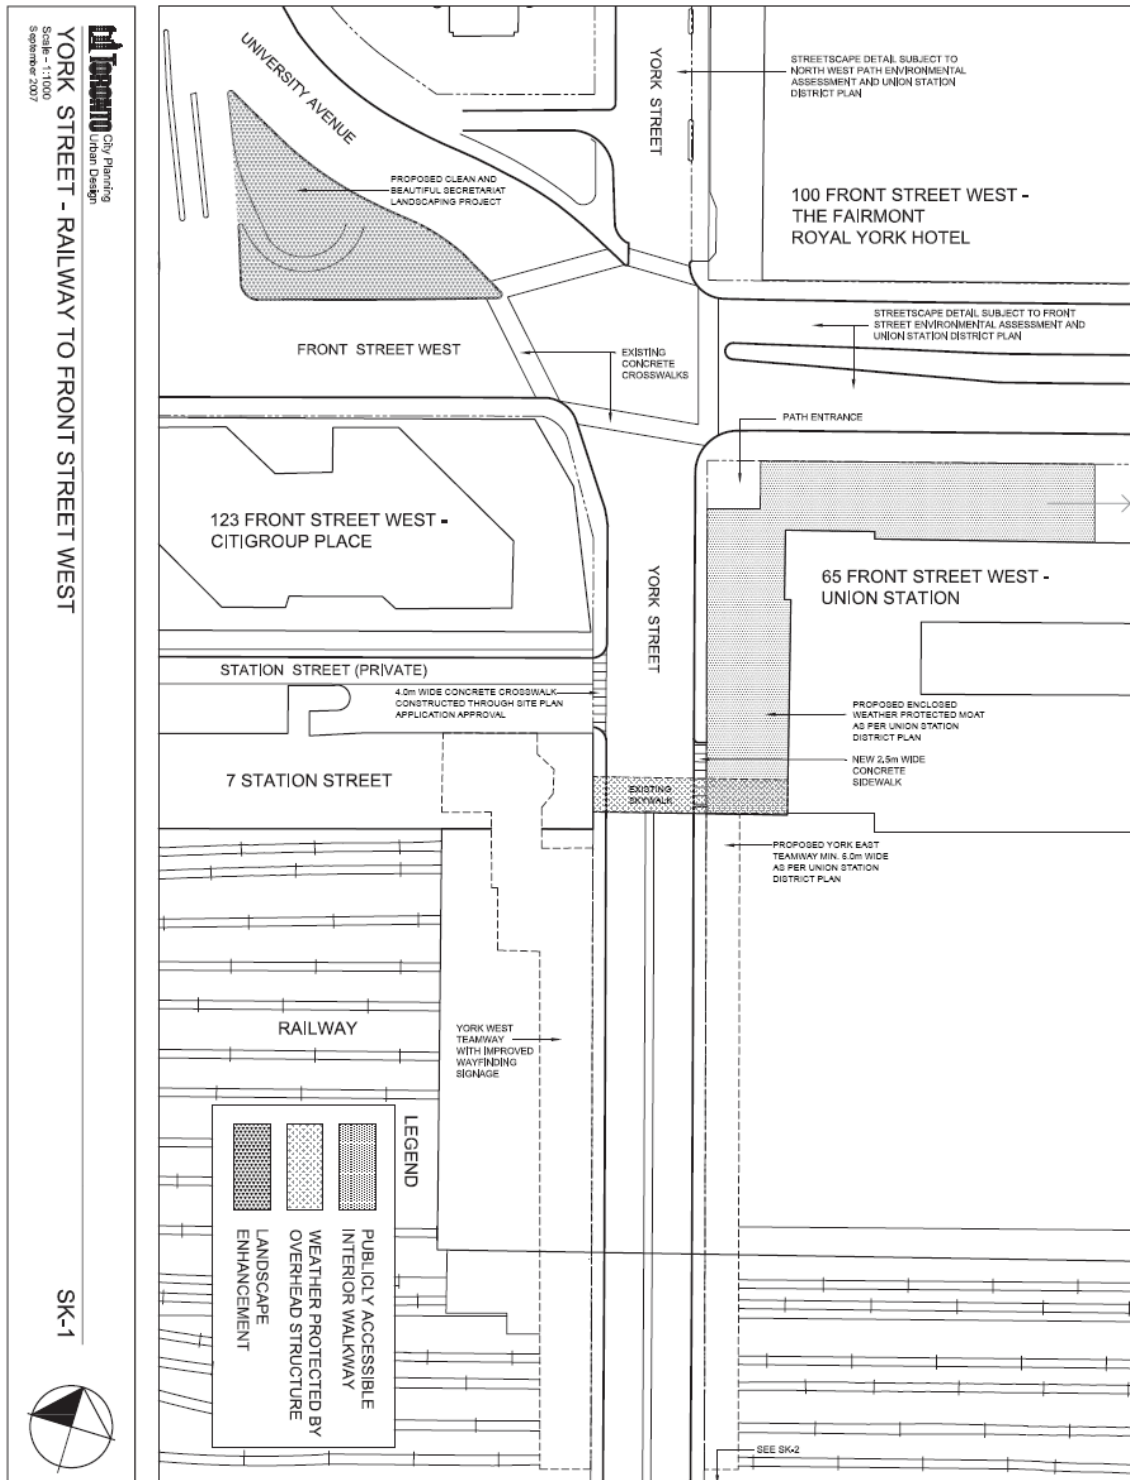 TORONTO City Planning
Urban Design
YORK STREET - RAILWAY TO FRONT STREET WEST
Scale - 1:1000
September 2007
SK-1
UNIVERSITY AVENUE
YORK STREET
STREETSCAPE DETAIL SUBJECT TO
NORTH WEST PATH ENVIRONMENTAL
ASSESSMENT AND UNION STATION
DISTRICT PLAN
PROPOSED CLEAN AND
BEAUTIFUL SECRETARIAT
LANDSCAPING PROJECT
100 FRONT STREET WEST -
THE FAIRMONT
ROYAL YORK HOTEL
STREETSCAPE DETAIL SUBJECT TO FRONT
STREET ENVIRONMENTAL ASSESSMENT AND
UNION STATION DISTRICT PLAN
FRONT STREET WEST
EXISTING
CONCRETE
CROSSWALKS
PATH ENTRANCE
123 FRONT STREET WEST -
CITIGROUP PLACE
YORK STREET
65 FRONT STREET WEST -
UNION STATION
STATION STREET (PRIVATE)
4.0m WIDE CONCRETE CROSSWALK
CONSTRUCTED THROUGH SITE PLAN
APPLICATION APPROVAL
PROPOSED ENCLOSED
WEATHER PROTECTED MOAT
AS PER UNION STATION
DISTRICT PLAN
NEW 2.5m WIDE
CONCRETE
SIDEWALK
7 STATION STREET
EXISTING
SKYWALK
PROPOSED YORK EAST
TEAMWAY MIN. 6.0m WIDE
AS PER UNION STATION
DISTRICT PLAN
RAILWAY
YORK WEST
TEAMWAY
WITH IMPROVED
WAYFINDING
SIGNAGE
LEGEND
PUBLICLY ACCESSIBLE
INTERIOR WALKWAY
WEATHER PROTECTED BY
OVERHEAD STRUCTURE
LANDSCAPE
ENHANCEMENT
SEE SK-2